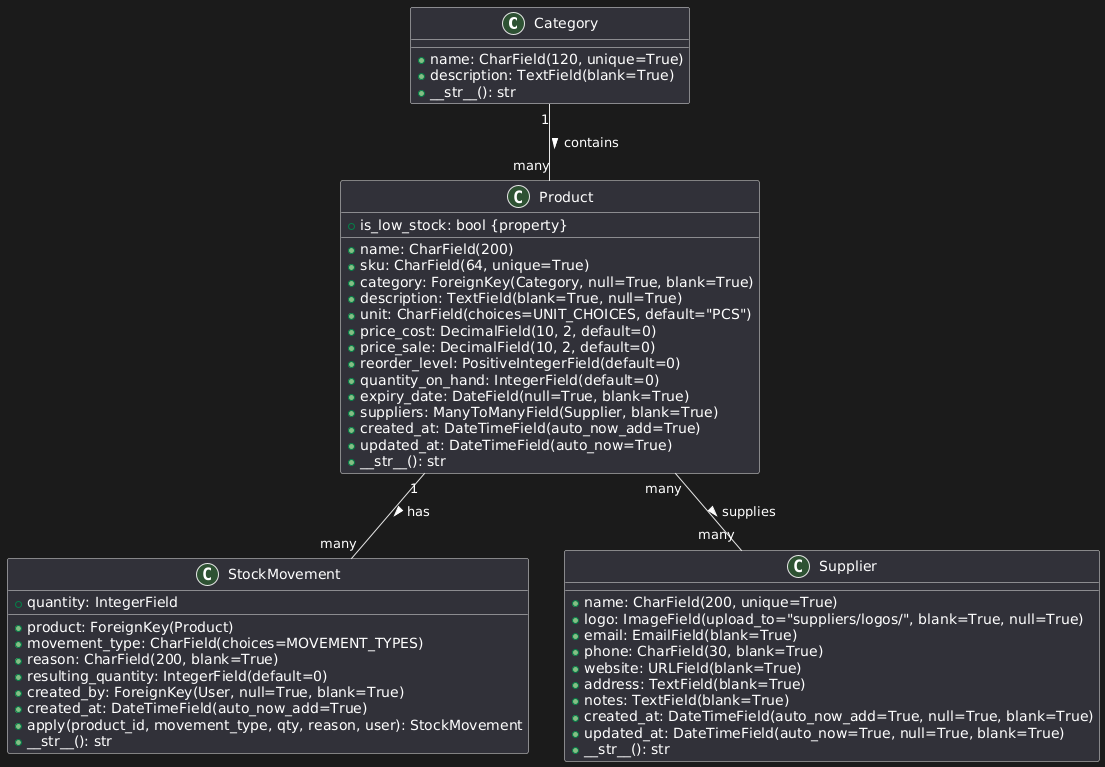 C Category
name: CharField(120, unique=True)
description: TextField(blank=True)
__str__(): str
1
contains
many
C Product
is_low_stock: bool {property}
name: CharField(200)
sku: CharField(64, unique=True)
category: ForeignKey(Category, null=True, blank=True)
description: TextField(blank=True, null=True)
unit: CharField(choices=UNIT_CHOICES, default="PCS")
price_cost: DecimalField(10, 2, default=0)
price_sale: DecimalField(10, 2, default=0)
reorder_level: PositiveIntegerField(default=0)
quantity_on_hand: IntegerField(default=0)
expiry_date: DateField(null=True, blank=True)
suppliers: ManyToManyField(Supplier, blank=True)
created_at: DateTimeField(auto_now_add=True)
updated_at: DateTimeField(auto_now=True)
__str__(): str
1
has
many
many
supplies
many
C StockMovement
quantity: IntegerField
product: ForeignKey(Product)
movement_type: CharField(choices=MOVEMENT_TYPES)
reason: CharField(200, blank=True)
resulting_quantity: IntegerField(default=0)
created_by: ForeignKey(User, null=True, blank=True)
created_at: DateTimeField(auto_now_add=True)
apply(product_id, movement_type, qty, reason, user): StockMovement
__str__(): str
C Supplier
name: CharField(200, unique=True)
logo: ImageField(upload_to="suppliers/logos/", blank=True, null=True)
email: EmailField(blank=True)
phone: CharField(30, blank=True)
website: URLField(blank=True)
address: TextField(blank=True)
notes: TextField(blank=True)
created_at: DateTimeField(auto_now_add=True, null=True, blank=True)
updated_at: DateTimeField(auto_now=True, null=True, blank=True)
__str__(): str